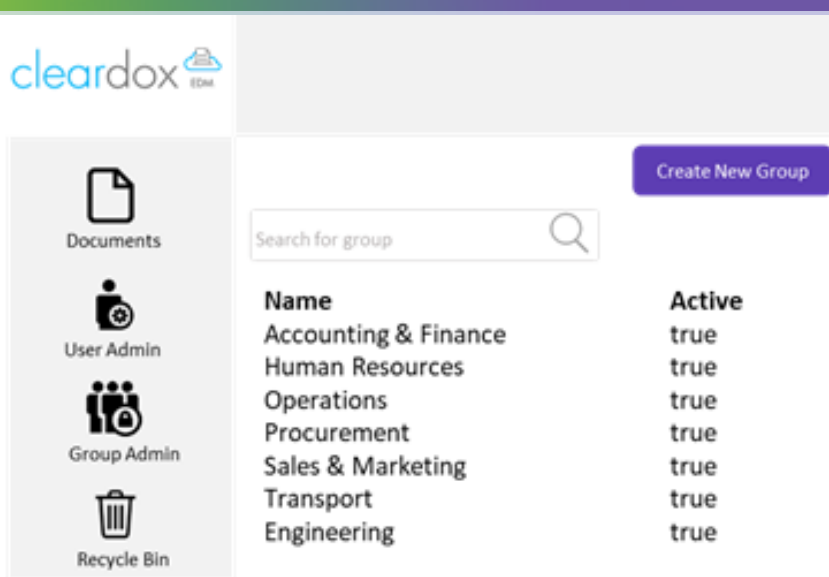 cleardox
EDM
Create New Group
Documents
Search for group
User Admin
Group Admin
Recycle Bin
Name Active
Accounting & Finance true
Human Resources true
Operations true
Procurement true
Sales & Marketing true
Transport true
Engineering true